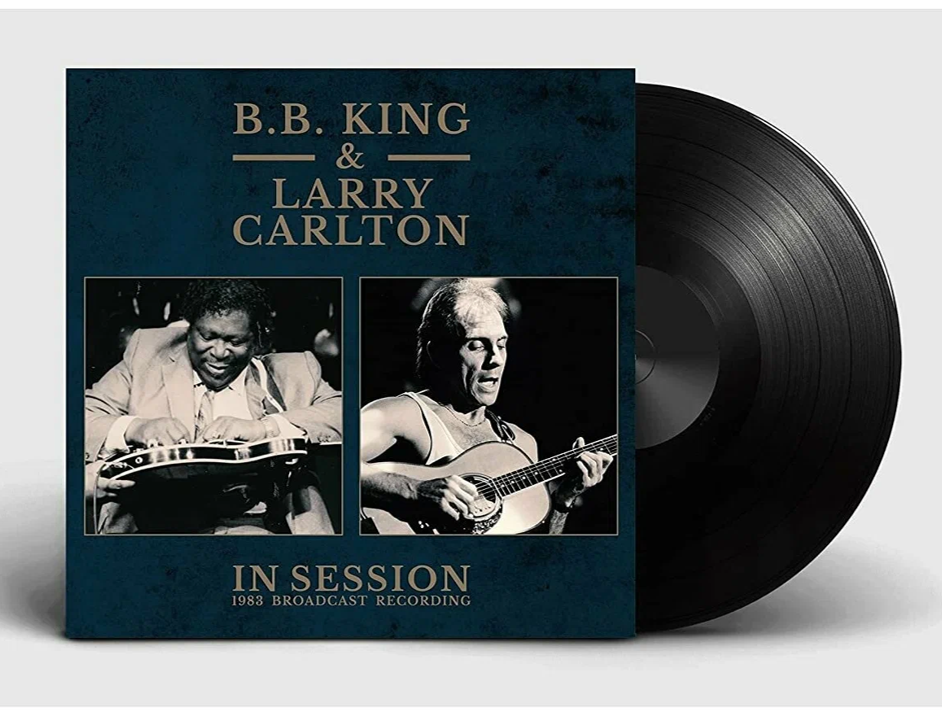 B.B. KING
&
LARRY
CARLTON
IN SESSION
1983 BROADCAST RECORDING